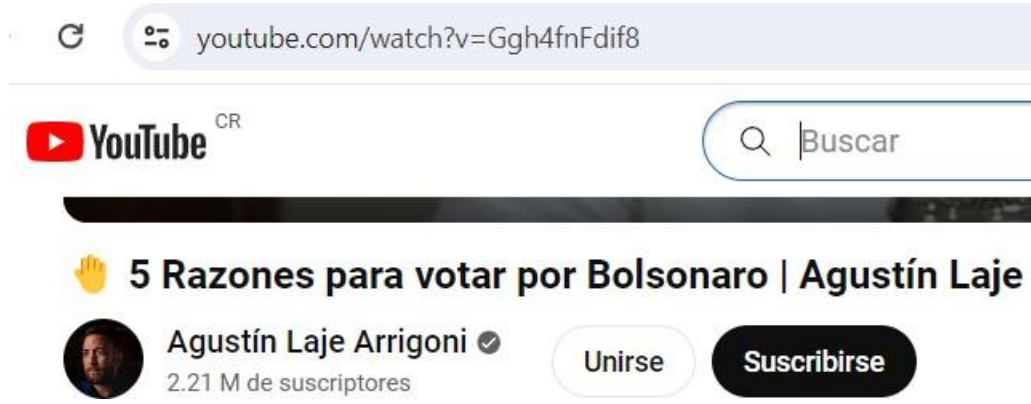 youtube.com/watch?v=Ggh4fnFdif8
YouTube CR
Buscar
5 Razones para votar por Bolsonaro | Agustín Laje
Agustín Laje Arrigoni
2.21 M de suscriptores
Unirse
Suscribirse